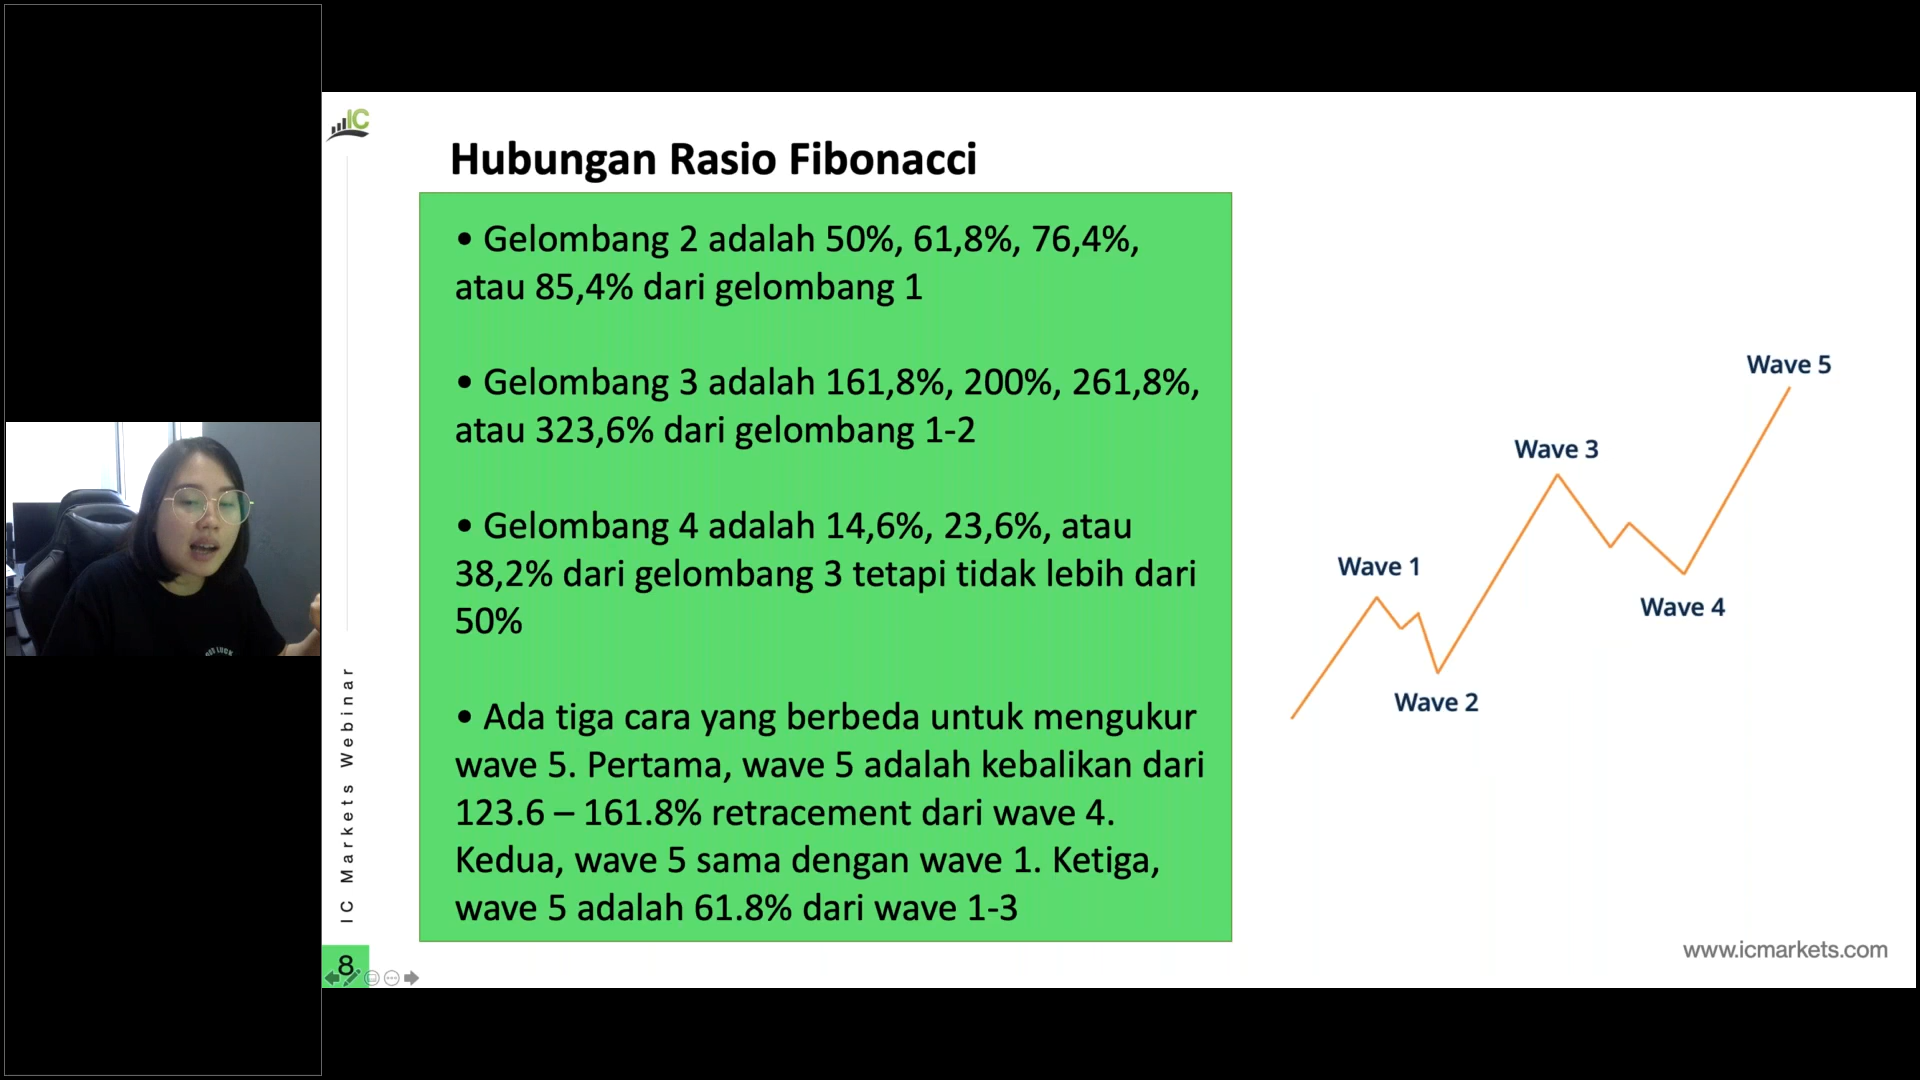 IC
Hubungan Rasio Fibonacci
• Gelombang 2 adalah 50%, 61,8%, 76,4%,
atau 85,4% dari gelombang 1
• Gelombang 3 adalah 161,8%, 200%, 261,8%,
atau 323,6% dari gelombang 1-2
• Gelombang 4 adalah 14,6%, 23,6%, atau
38,2% dari gelombang 3 tetapi tidak lebih dari
50%
• Ada tiga cara yang berbeda untuk mengukur
wave 5. Pertama, wave 5 adalah kebalikan dari
123.6 – 161.8% retracement dari wave 4.
Kedua, wave 5 sama dengan wave 1. Ketiga,
wave 5 adalah 61.8% dari wave 1-3
Wave 5
Wave 3
Wave 1
Wave 4
Wave 2
IC Markets Webinar
8
www.icmarkets.com
LUCK